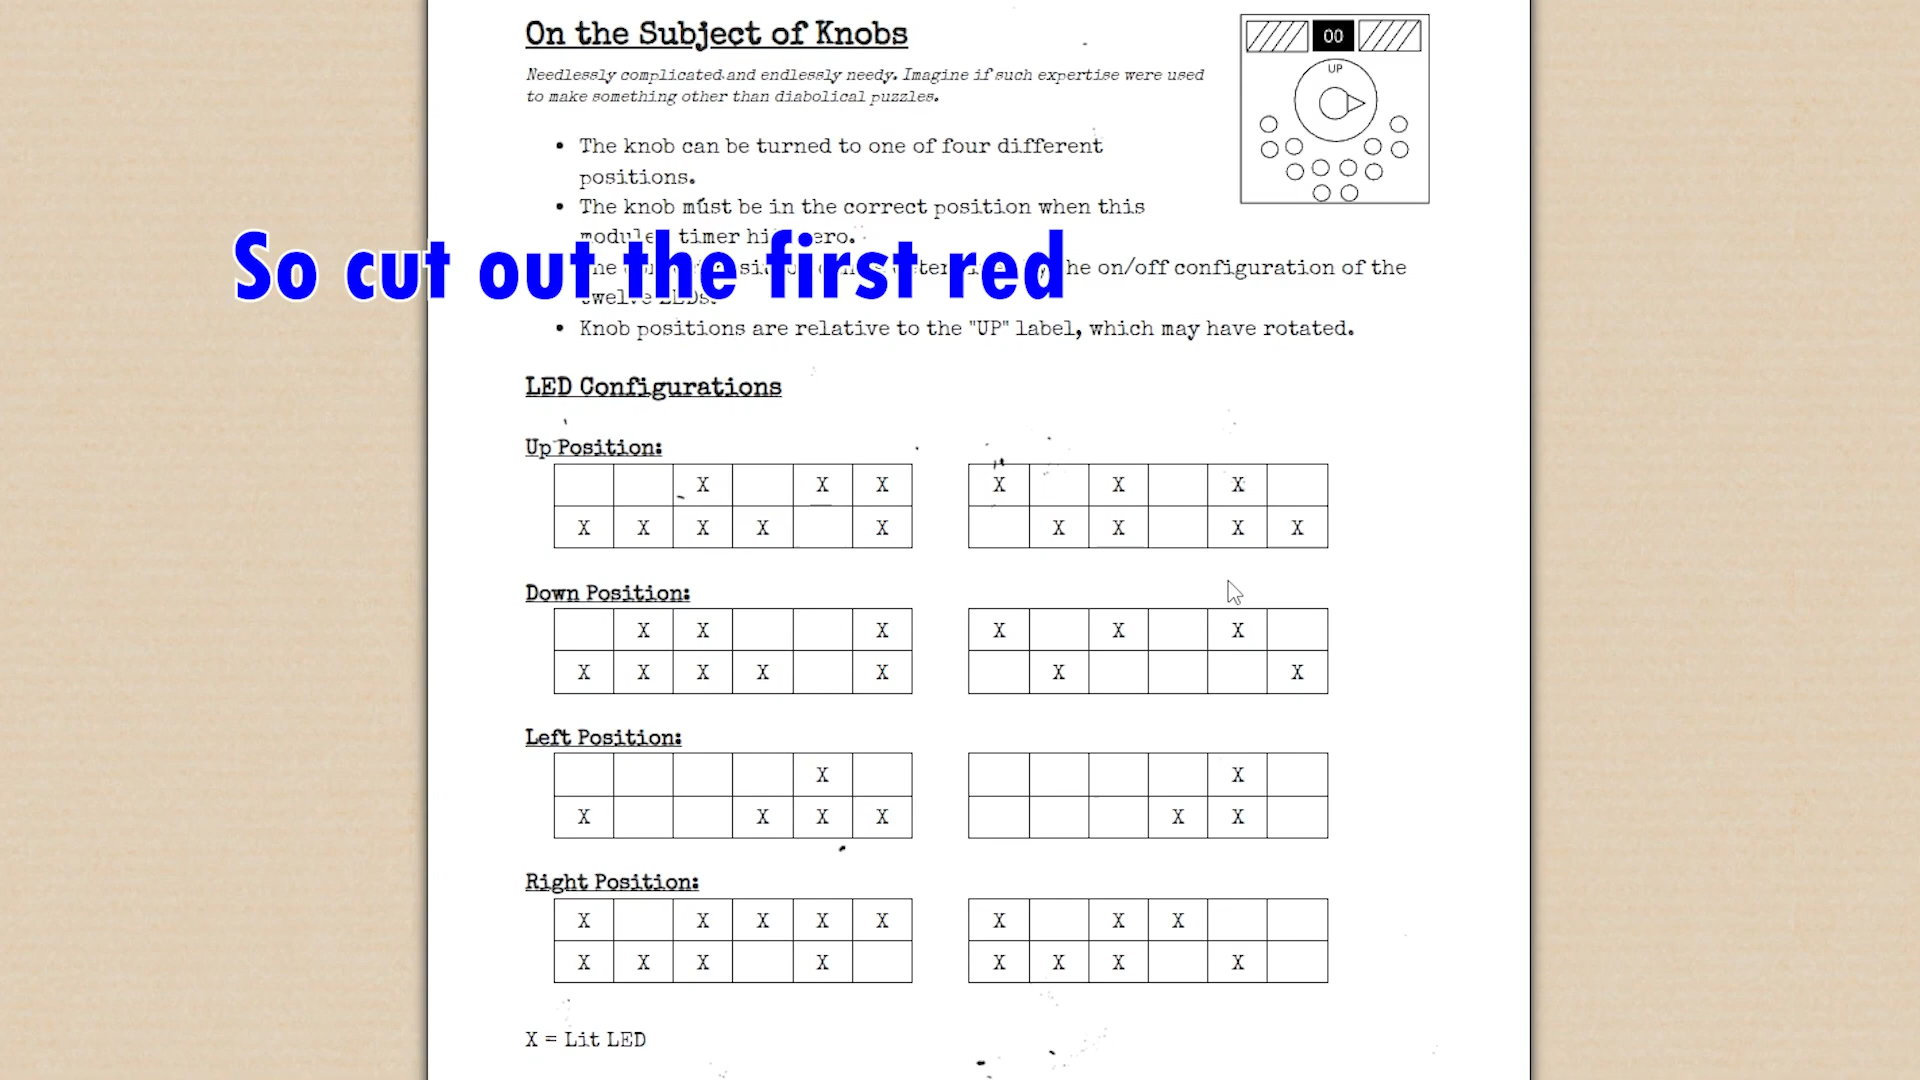 On the Subject of Knobs
00
UP
Needlessly complicated and endlessly needy. Imagine if such expertise were used
to make something other than diabolical puzzles.
• The knob can be turned to one of four different
positions.
• The knob must be in the correct position when this
timer
So cut out the first red
the on/off configuration of the
twelve LEDs.
• Knob positions are relative to the "UP" label, which may have rotated.
LED Configurations
Up Position:
X X X X X X
X X X X X X X X X
Down Position:
X X X X X X
X X X X X X X
Left Position:
X X
X X X X X X
Right Position:
X X X X X X X X
X X X X X X X X
X = Lit LED